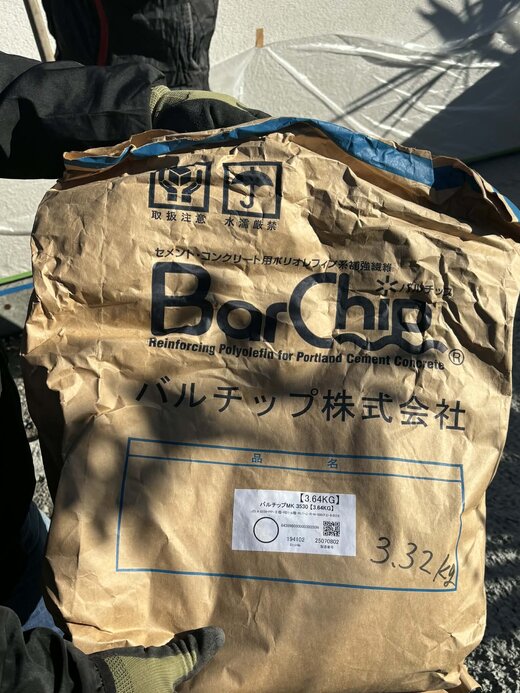 取扱注意 水濡厳禁
セメント・コンクリート用ポリオレフィン系補強繊維
バルチップ
BarChip
Reinforcing Polyolefin for Portland Cement Concrete ®
バルチップ株式会社
品 名
【3.64KG】
バルチップMK 3530【3.64KG】
194102 25070802
3.32kg